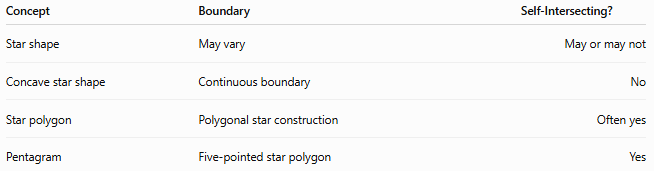 Concept Boundary Self-Intersecting?
Star shape May vary May or may not
Concave star shape Continuous boundary No
Star polygon Polygonal star construction Often yes
Pentagram Five-pointed star polygon Yes